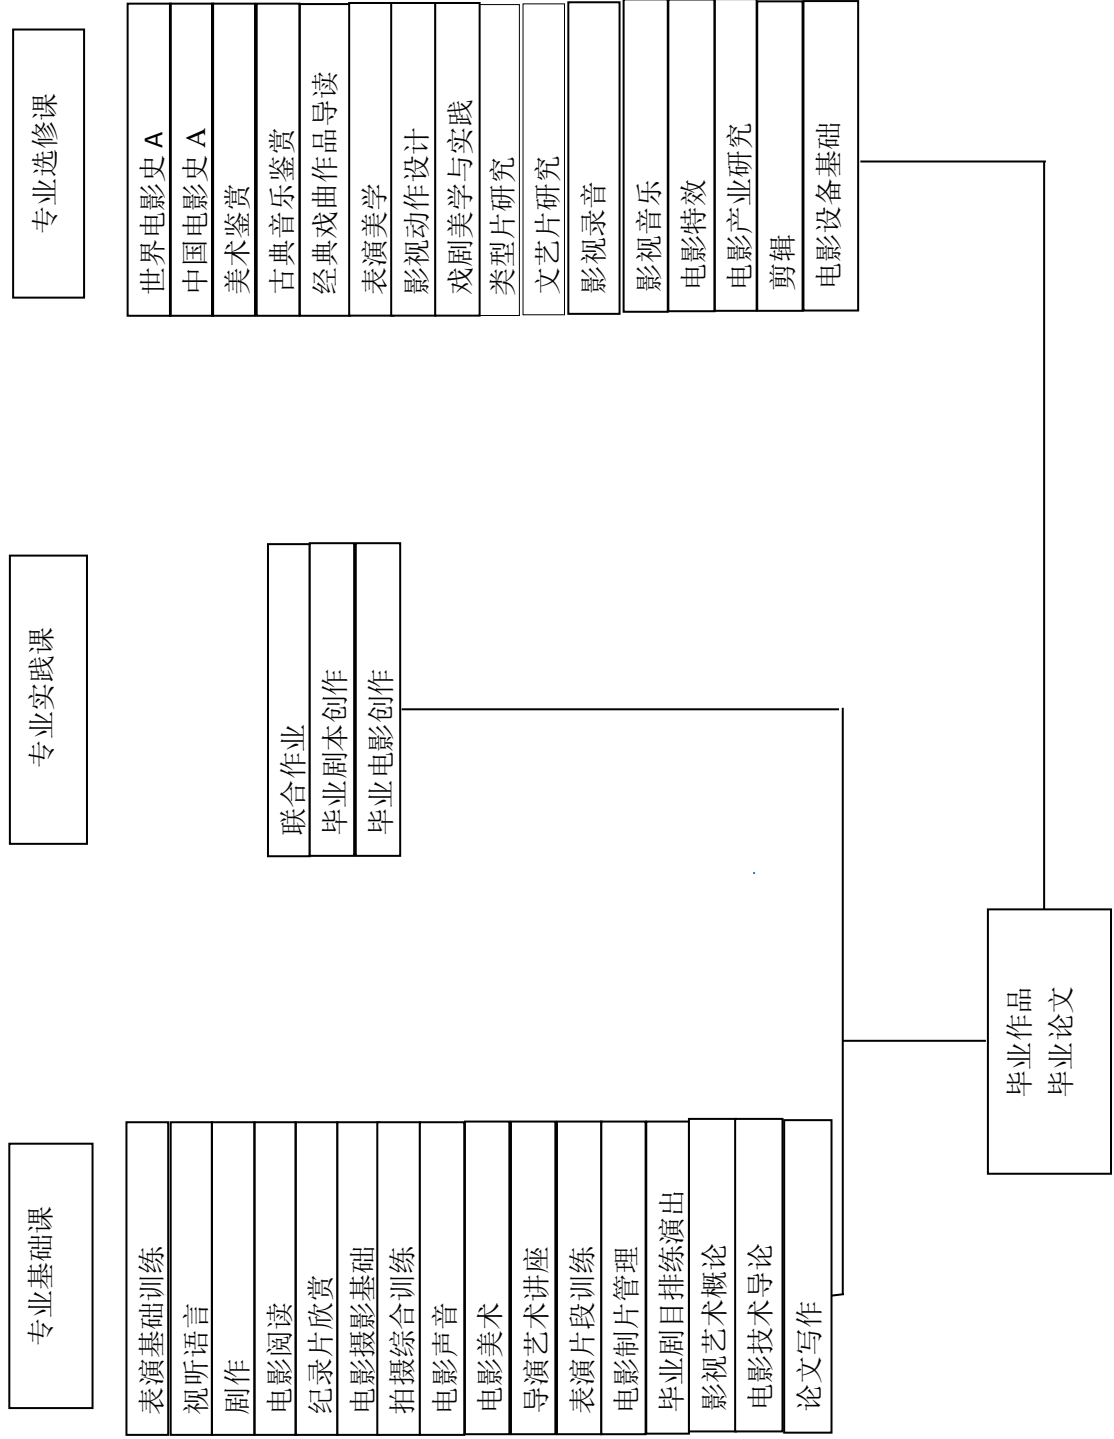 专业基础课
表演基础训练
视听语言
剧作
电影阅读
纪录片欣赏
电影摄影基础
拍摄综合训练
电影声音
电影美术
导演艺术讲座
表演片段训练
电影制片管理
毕业剧目排练演出
影视艺术概论
电影技术导论
论文写作
专业实践课
联合作业
毕业剧本创作
毕业电影创作
专业选修课
世界电影史 A
中国电影史 A
美术鉴赏
古典音乐鉴赏
经典戏曲作品导读
表演美学
影视动作设计
戏剧美学与实践
类型片研究
文艺片研究
影视录音
影视音乐
电影特效
电影产业研究
剪辑
电影设备基础
毕业作品
毕业论文